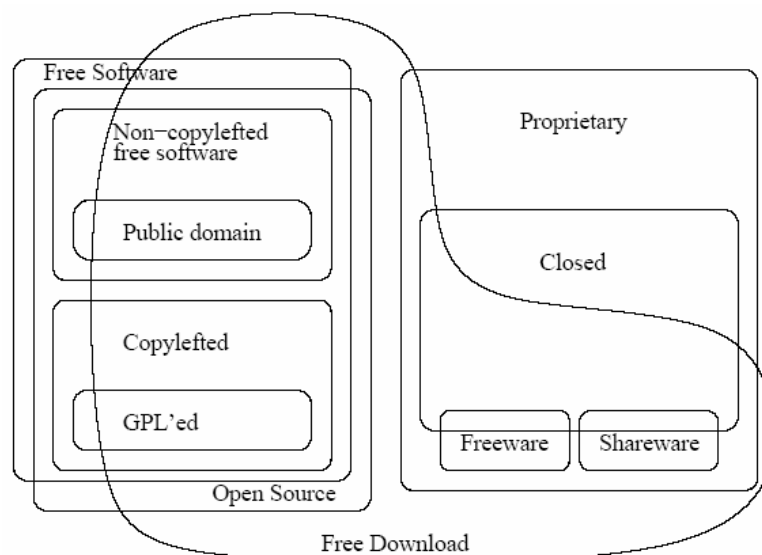 Free Software
Non-copylefted
free software
Public domain
Copylefted
GPL'ed
Open Source
Proprietary
Closed
Freeware
Shareware
Free Download